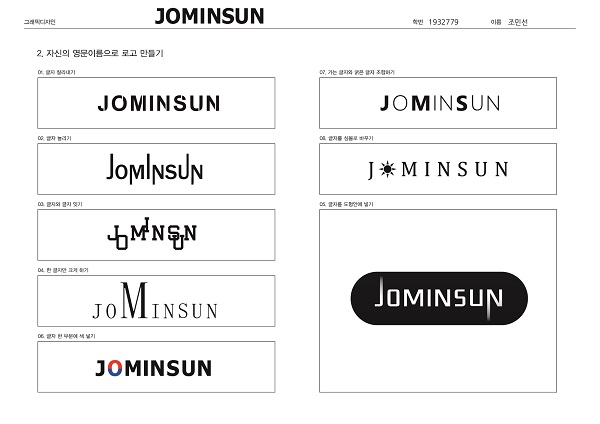 그래픽디자인 JOMINSUN 학번 1932779 이름 조민선
2. 자신의 영문이름으로 로고 만들기
01. 글자 잘라내기
JOMINSUN
02. 글자 늘리기
JOMINSUN
03. 글자와 글자 잇기
JOMINSUN
04. 한 글자만 크게 하기
JOMINSUN
06. 글자 한 부분에 색 넣기
JOMINSUN
07. 가는 글자와 굵은 글자 조합하기
JOMINSUN
08. 글자를 심볼로 바꾸기
J MINSUN
05. 글자를 도형안에 넣기
JOMINSUN